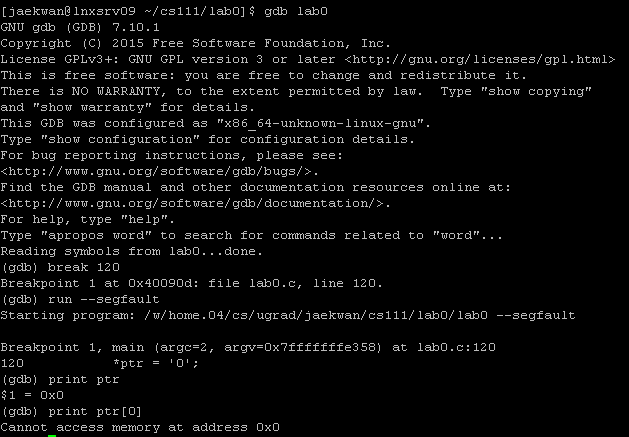 [jaekwan@lnxsrv09 ~/cs111/lab0]$ gdb lab0
GNU gdb (GDB) 7.10.1
Copyright (C) 2015 Free Software Foundation, Inc.
License GPLv3+: GNU GPL version 3 or later <http://gnu.org/licenses/gpl.html>
This is free software: you are free to change and redistribute it.
There is NO WARRANTY, to the extent permitted by law.  Type "show copying"
and "show warranty" for details.
This GDB was configured as "x86_64-unknown-linux-gnu".
Type "show configuration" for configuration details.
For bug reporting instructions, please see:
<http://www.gnu.org/software/gdb/bugs/>.
Find the GDB manual and other documentation resources online at:
<http://www.gnu.org/software/gdb/documentation/>.
For help, type "help".
Type "apropos word" to search for commands related to "word"...
Reading symbols from lab0...done.
(gdb) break 120
Breakpoint 1 at 0x40090d: file lab0.c, line 120.
(gdb) run --segfault
Starting program: /w/home.04/cs/ugrad/jaekwan/cs111/lab0/lab0 --segfault

Breakpoint 1, main (argc=2, argv=0x7fffffffe358) at lab0.c:120
120           *ptr = '0';
(gdb) print ptr
$1 = 0x0
(gdb) print ptr[0]
Cannot access memory at address 0x0